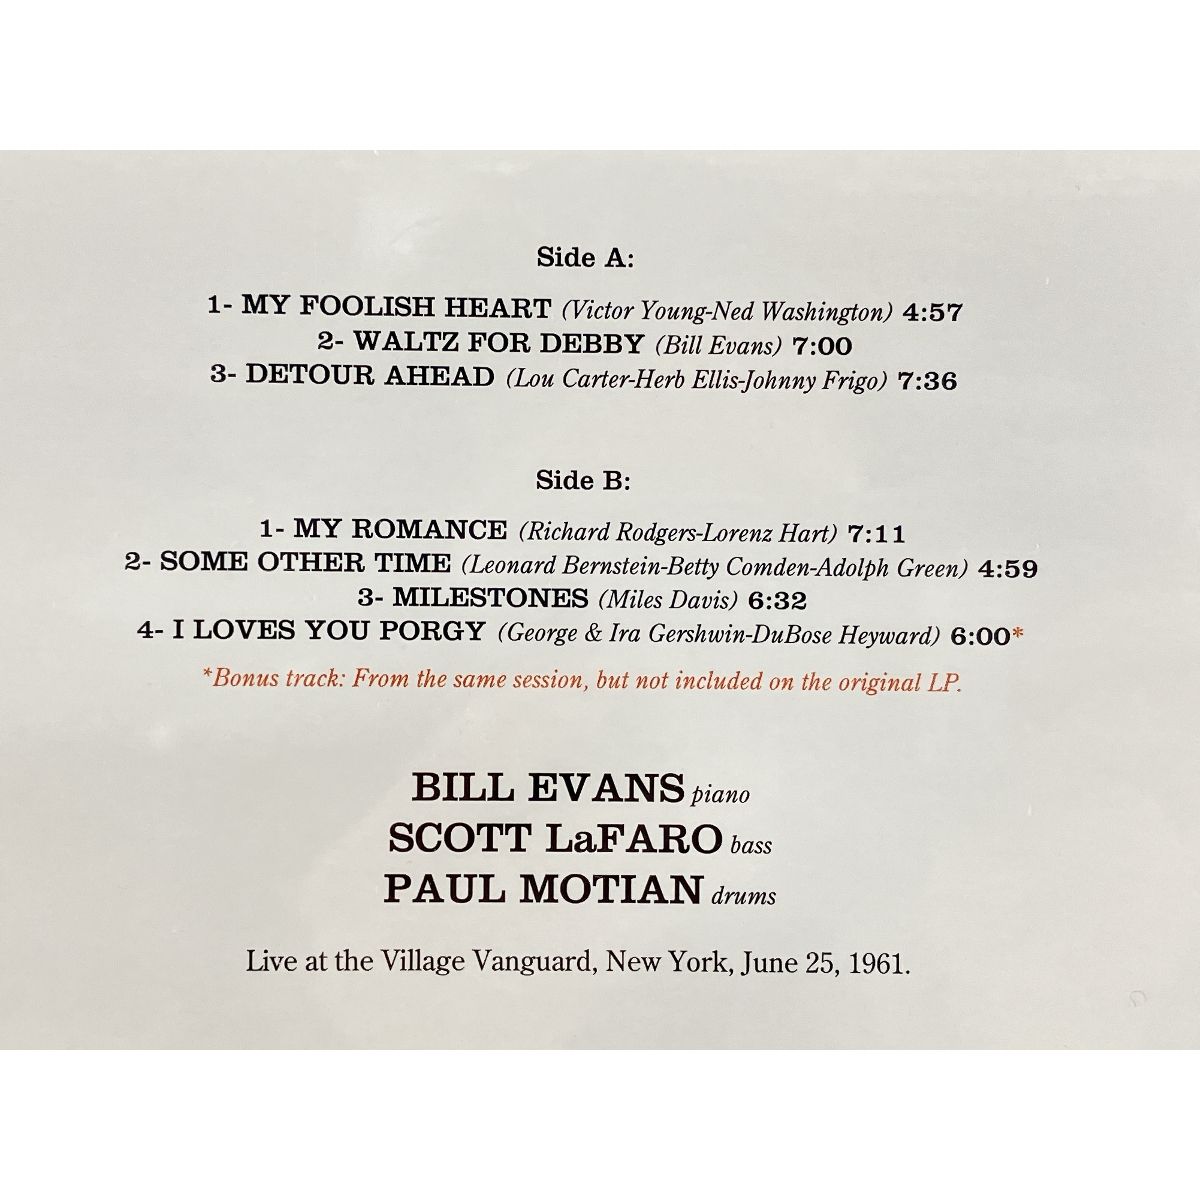 Side A:
1- MY FOOLISH HEART (Victor Young-Ned Washington) 4:57
2- WALTZ FOR DEBBY (Bill Evans) 7:00
3- DETOUR AHEAD (Lou Carter-Herb Ellis-Johnny Frigo) 7:36
Side B:
1- MY ROMANCE (Richard Rodgers-Lorenz Hart) 7:11
2- SOME OTHER TIME (Leonard Bernstein-Betty Comden-Adolph Green) 4:59
3- MILESTONES (Miles Davis) 6:32
4- I LOVES YOU PORGY (George & Ira Gershwin-DuBose Heyward) 6:00*
*Bonus track: From the same session, but not included on the original LP.
BILL EVANS piano
SCOTT LaFARO bass
PAUL MOTIAN drums
Live at the Village Vanguard, New York, June 25, 1961.